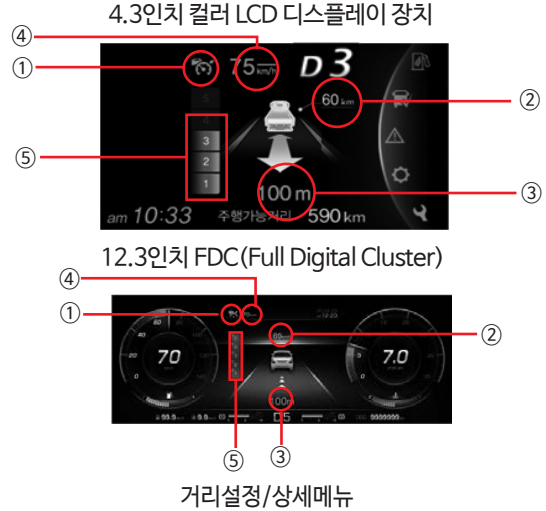 4.3인치 컬러 LCD 디스플레이 장치
④
① 75 km/h D 3
60 km ②
5
4
⑤ 3
2
1
100 m ③
am 10:33 주행가능거리 590 km
12.3인치 FDC(Full Digital Cluster)
④
①
②
70 7.0
100m
D5
⑤ ③
거리설정/상세메뉴